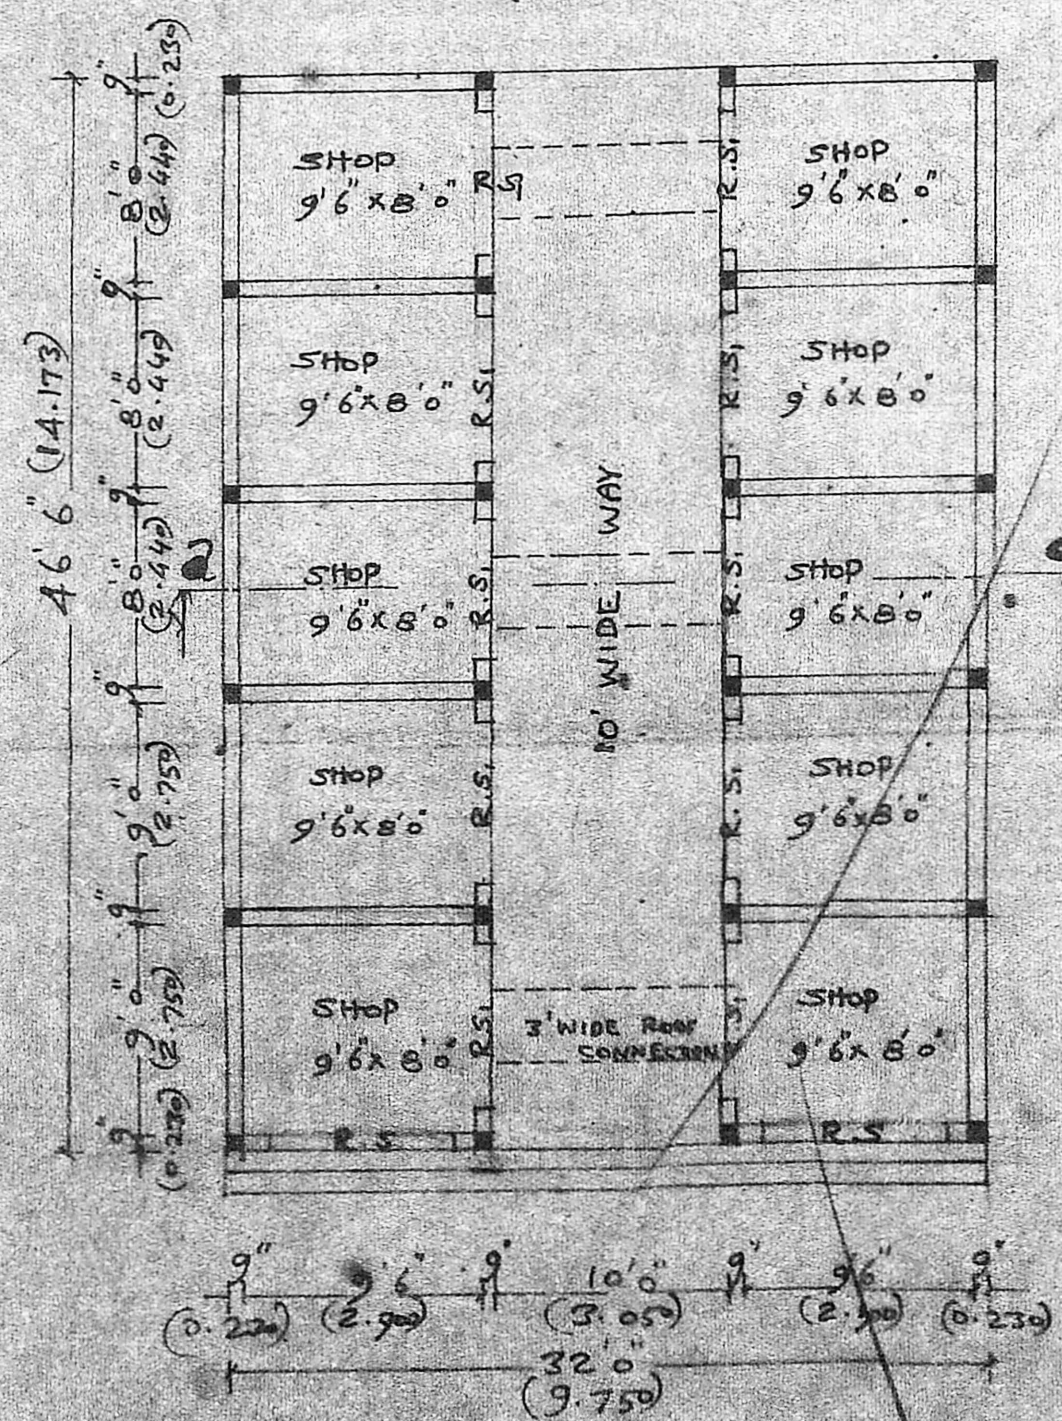 SHOP
9'6"x8'0"
R.S.
R.S.
SHOP
9'6"x8'0"
SHOP
9'6"x8'0"
R.S.
R.S.
SHOP
9'6"x8'0"
SHOP
9'6"x8'0"
R.S.
R.S.
SHOP
9'6"x8'0"
10' WIDE WAY
SHOP
9'6"x8'0"
R.S.
R.S.
SHOP
9'6"x8'0"
SHOP
9'6"x8'0"
R.S.
3' WIDE ROOF
CONNECTION
R.S.
SHOP
9'6"x8'0"
R.S
R.S
46'6" (14.173)
9" 8'0" 9" 8'0" 9" 8'0" 9" 9'0" 9" 9'0" 9"
(0.230) (2.440) (2.440) (2.440) (2.750) (2.750) (0.230)
9" 9'6" 9" 10'0" 9" 9'6" 9"
(0.230) (2.900) (3.050) (2.900) (0.230)
32'0"
(9.750)